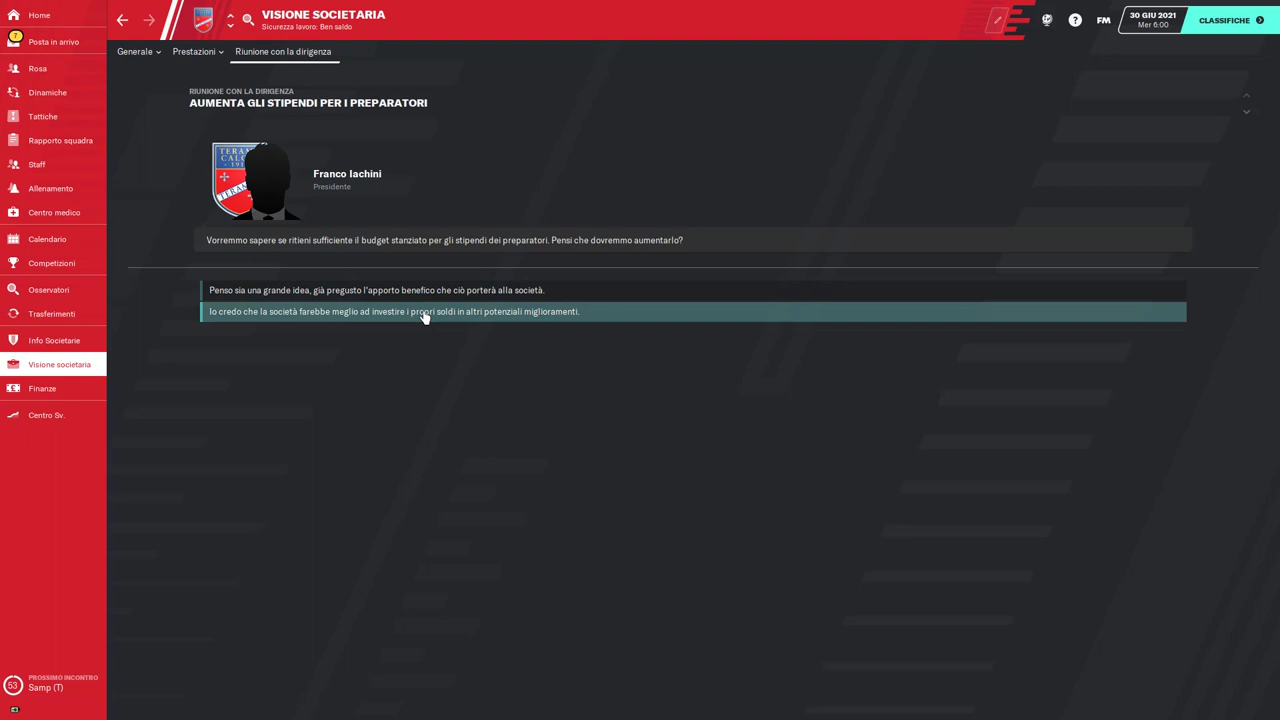 VISIONE SOCIETARIA
Sicurezza lavoro: Ben saldo
FM
30 GIU 2021
Mer 6:00
CLASSIFICHE
Home
7
Posta in arrivo
Rosa
Dinamiche
Tattiche
Rapporto squadra
Staff
Allenamento
Centro medico
Calendario
Competizioni
Osservatori
Trasferimenti
Info Societarie
Visione societaria
Finanze
Centro Sv.
PROSSIMO INCONTRO
53
Samp (T)
Generale
Prestazioni
Riunione con la dirigenza
RIUNIONE CON LA DIRIGENZA
AUMENTA GLI STIPENDI PER I PREPARATORI
Franco Iachini
Presidente
Vorremmo sapere se ritieni sufficiente il budget stanziato per gli stipendi dei preparatori. Pensi che dovremmo aumentarlo?
Penso sia una grande idea, già pregusto l'apporto benefico che ciò porterà alla società.
Io credo che la società farebbe meglio ad investire i propri soldi in altri potenziali miglioramenti.